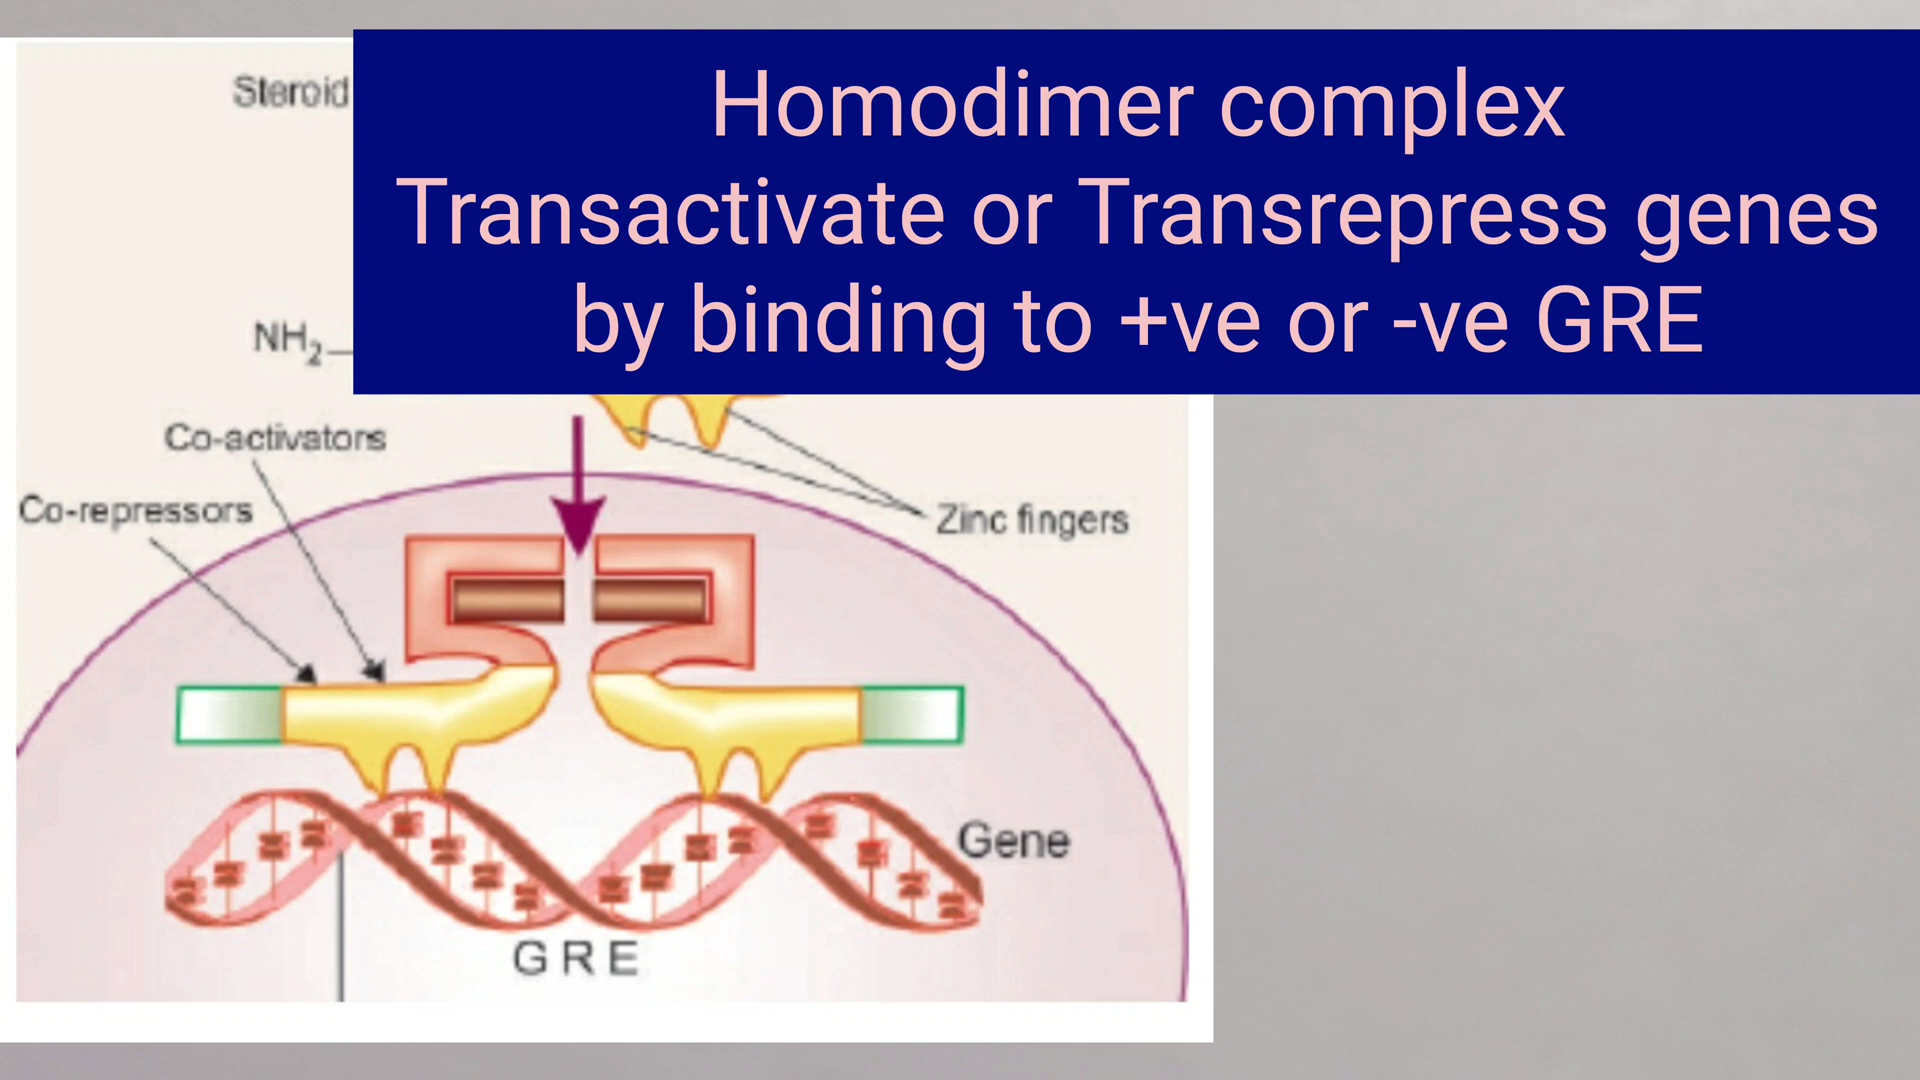 Homodimer complex
Transactivate or Transrepress genes
by binding to +ve or -ve GRE
Steroid
NH2
Co-activators
Co-repressors
Zinc fingers
Gene
GRE